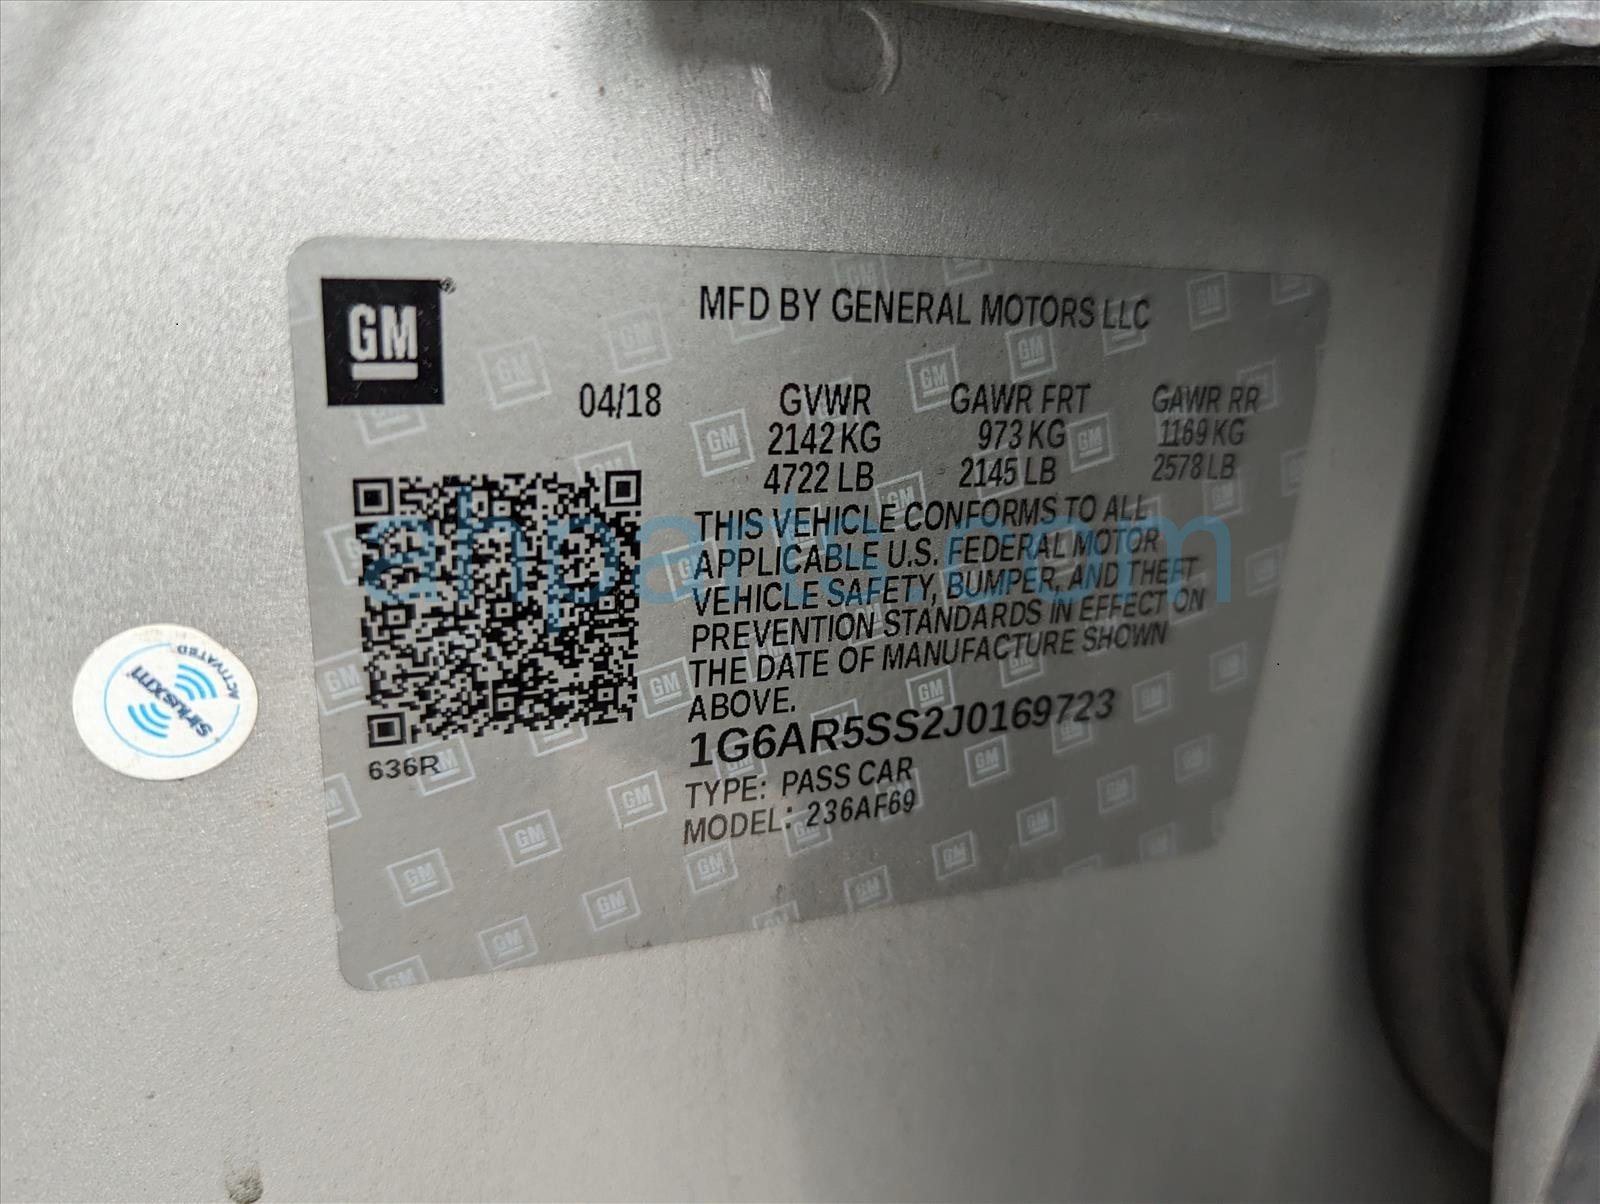 GM®
MFD BY GENERAL MOTORS LLC
04/18
GVWR
2142 KG
4722 LB
GAWR FRT
973 KG
2145 LB
GAWR RR
1169 KG
2578 LB
THIS VEHICLE CONFORMS TO ALL
APPLICABLE U.S. FEDERAL MOTOR
VEHICLE SAFETY, BUMPER, AND THEFT
PREVENTION STANDARDS IN EFFECT ON
THE DATE OF MANUFACTURE SHOWN
ABOVE.
1G6AR5SS2J0169723
TYPE: PASS CAR
MODEL: 236AF69
636R
siriusxm
ACTIVATED
ahparts.com